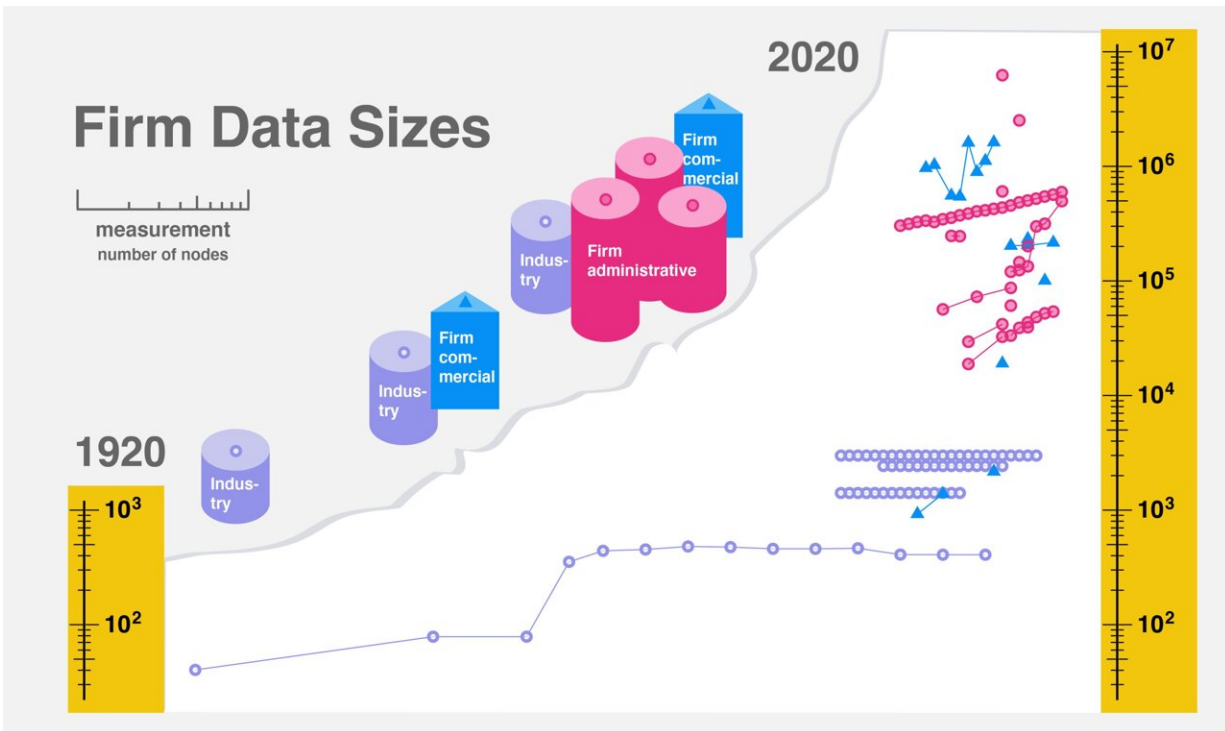 2020
Firm Data Sizes
measurement
number of nodes
Firm
com-
mercial
Indus-
try
Firm
administrative
Firm
com-
mercial
Indus-
try
1920
Indus-
try
10³
10²
10⁷
10⁶
10⁵
10⁴
10³
10²